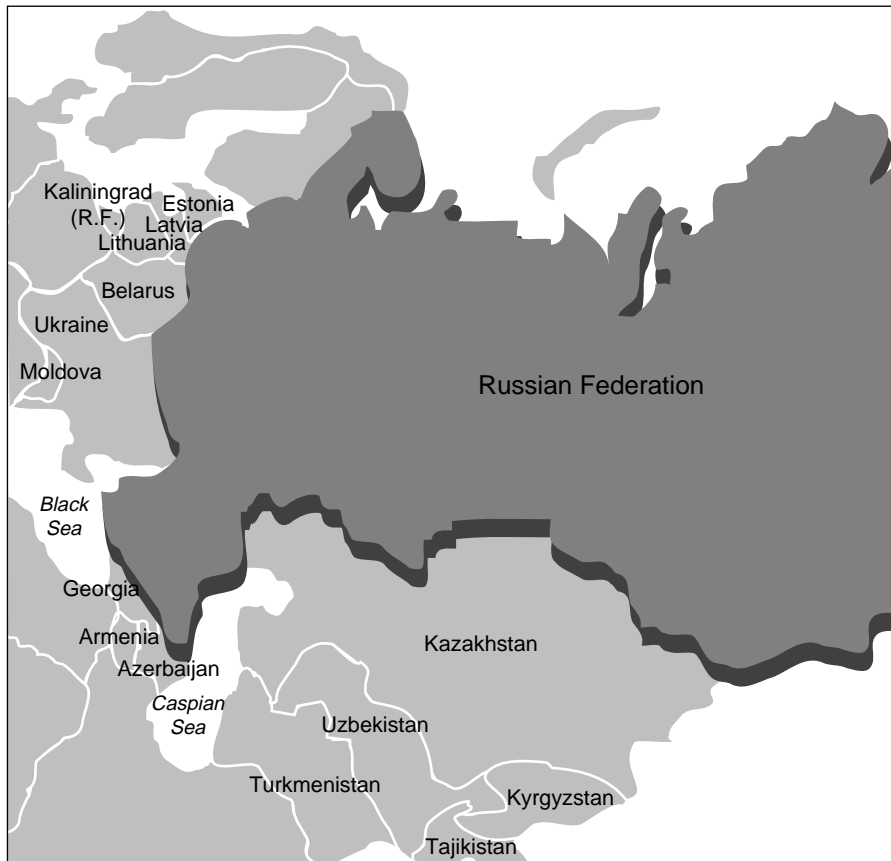 Kaliningrad
(R.F.)
Estonia
Latvia
Lithuania
Belarus
Ukraine
Moldova
Russian Federation
Black
Sea
Georgia
Armenia
Azerbaijan
Caspian
Sea
Kazakhstan
Uzbekistan
Turkmenistan
Kyrgyzstan
Tajikistan